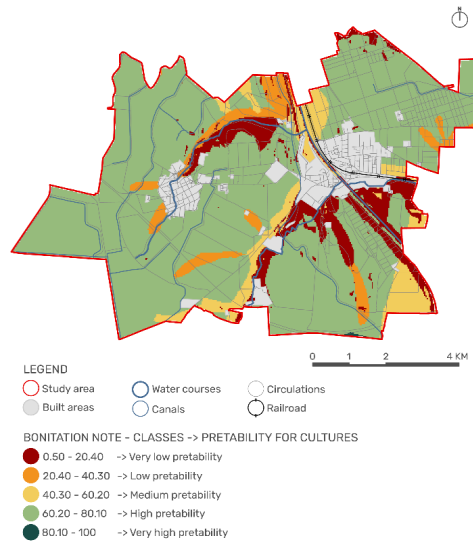 N
0 1 2 4 KM
LEGEND
Study area Water courses Circulations
Built areas Canals Railroad
BONITATION NOTE - CLASSES -> PRETABILITY FOR CULTURES
0.50 - 20.40 -> Very low pretability
20.40 - 40.30 -> Low pretability
40.30 - 60.20 -> Medium pretability
60.20 - 80.10 -> High pretability
80.10 - 100 -> Very high pretability